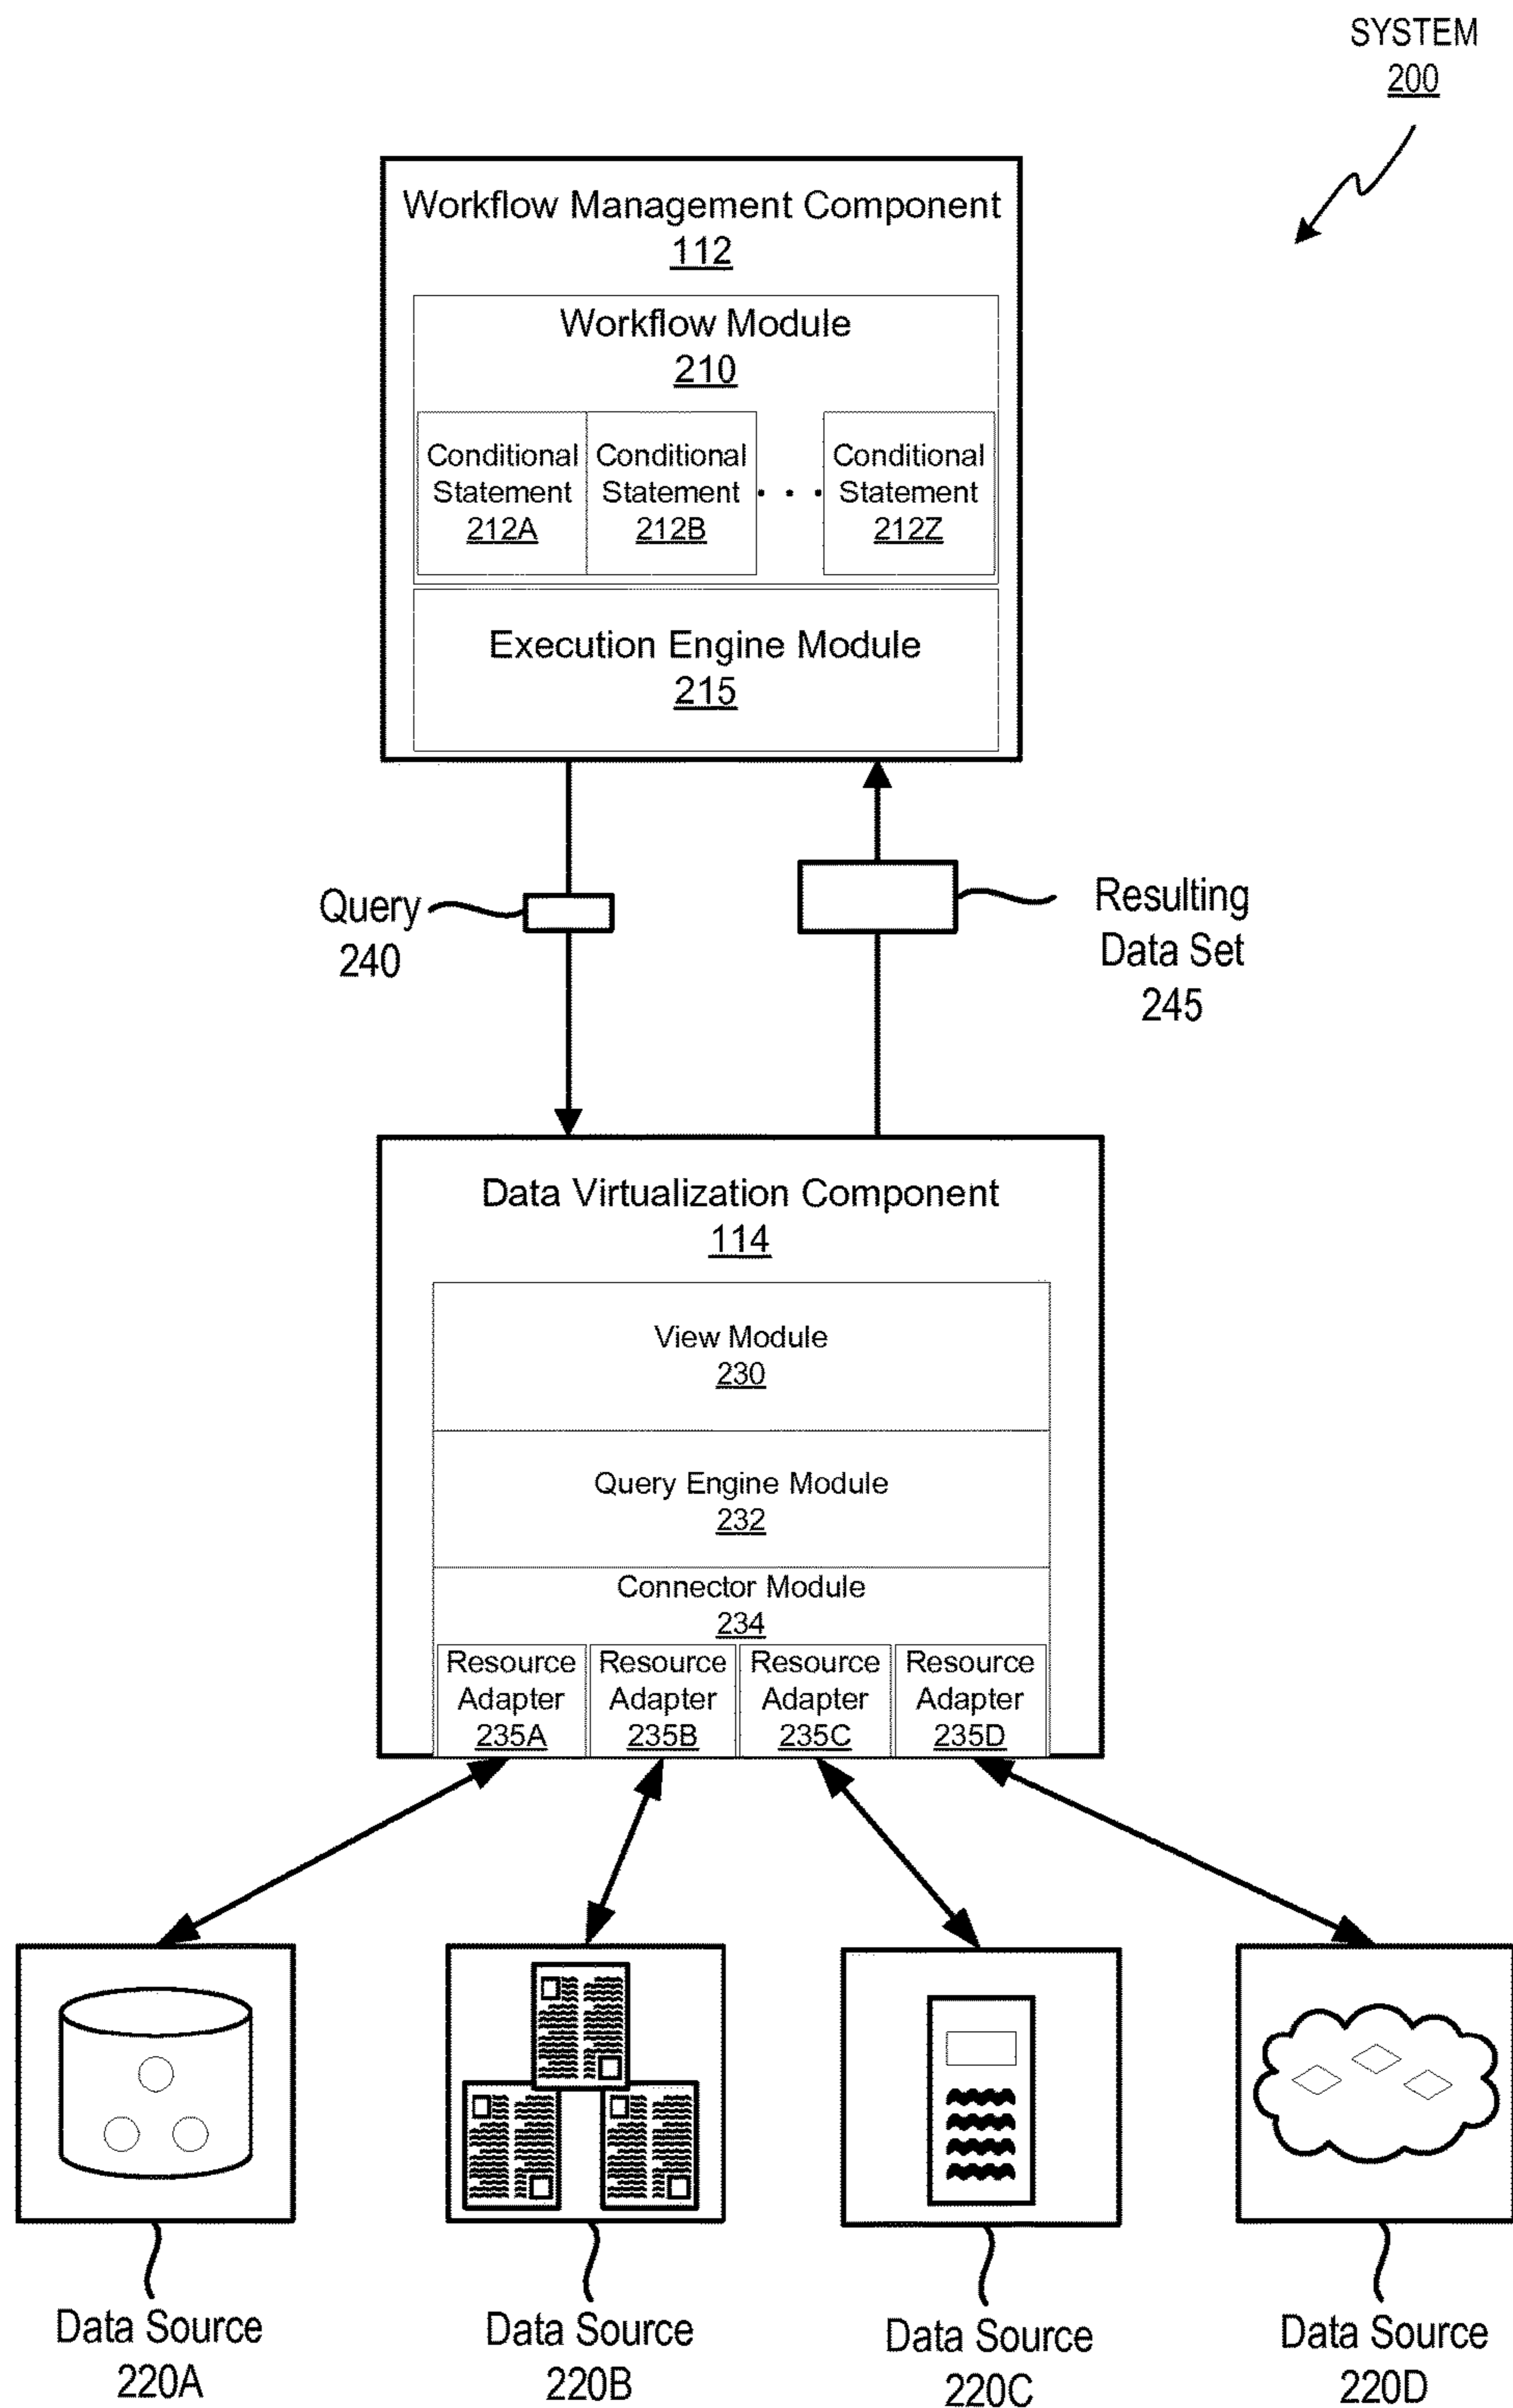 SYSTEM
200
Workflow Management Component
112
Workflow Module
210
Conditional
Statement
212A
Conditional
Statement
212B
. . .
Conditional
Statement
212Z
Execution Engine Module
215
Query
240
Resulting
Data Set
245
Data Virtualization Component
114
View Module
230
Query Engine Module
232
Connector Module
234
Resource
Adapter
235A
Resource
Adapter
235B
Resource
Adapter
235C
Resource
Adapter
235D
Data Source
220A
Data Source
220B
Data Source
220C
Data Source
220D